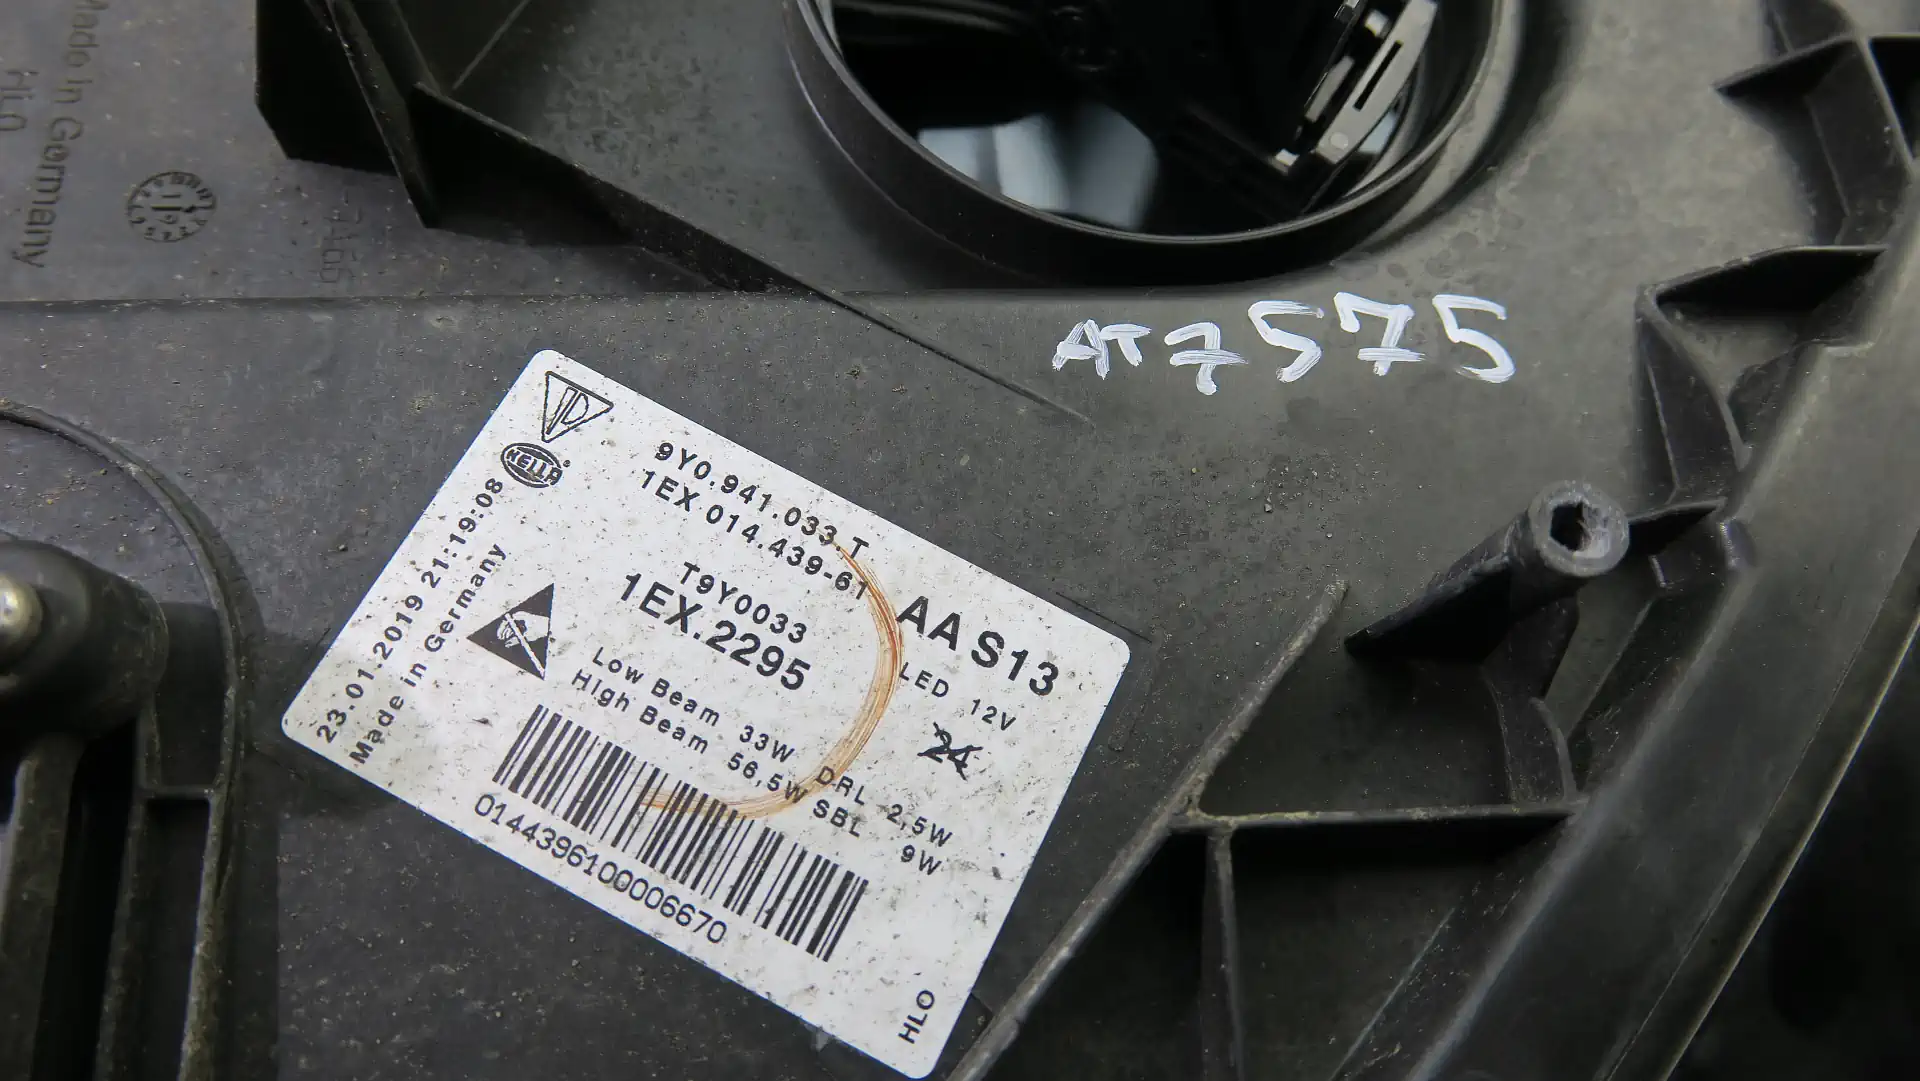 Made in Germany
HLO
AT7575
HELLA
9Y0.941.033.T
1EX 014.439-61
T9Y0033
1EX.2295
AA S13
LED 12V
24
Low Beam 33W DRL 2,5W
High Beam 56,5W SBL 9W
23.01.2019 21:19:08
Made in Germany
0144396100006670
HLO